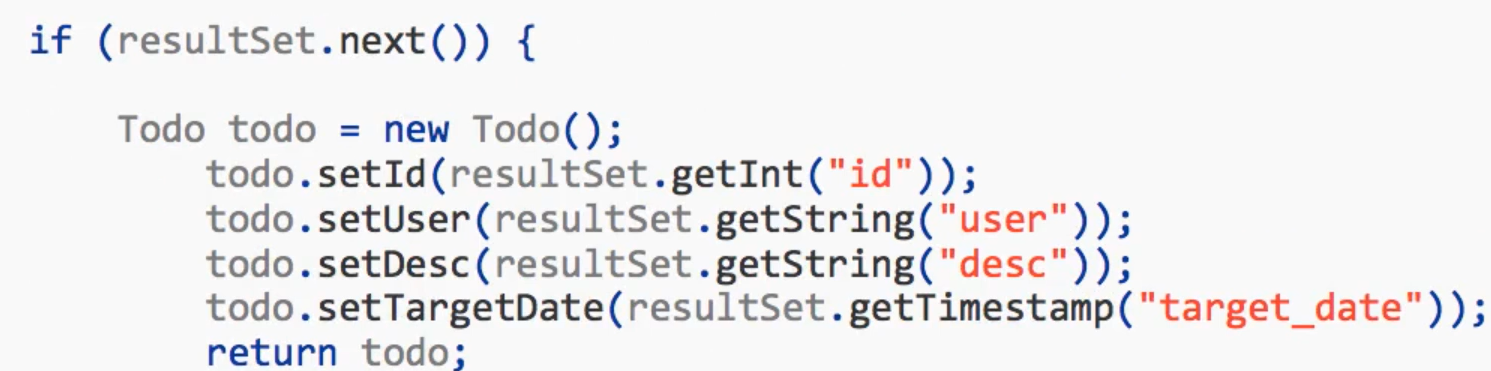 if (resultSet.next()) {
Todo todo = new Todo();
todo.setId(resultSet.getInt("id"));
todo.setUser(resultSet.getString("user"));
todo.setDesc(resultSet.getString("desc"));
todo.setTargetDate(resultSet.getTimestamp("target_date"));
return todo;